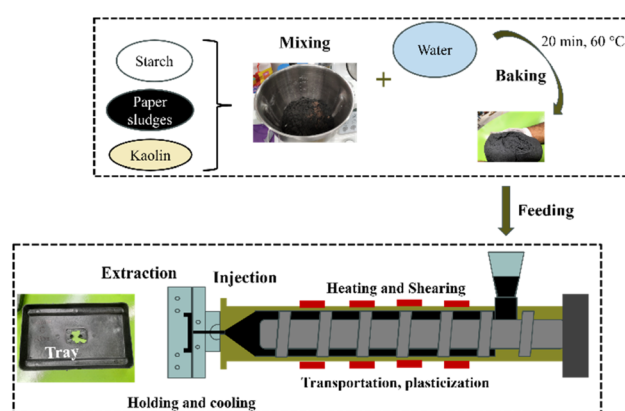 Starch
Paper
sludges
Kaolin
Mixing
+
Water
20 min, 60 °C
Baking
Feeding
Extraction
Injection
Heating and Shearing
Tray
Transportation, plasticization
Holding and cooling